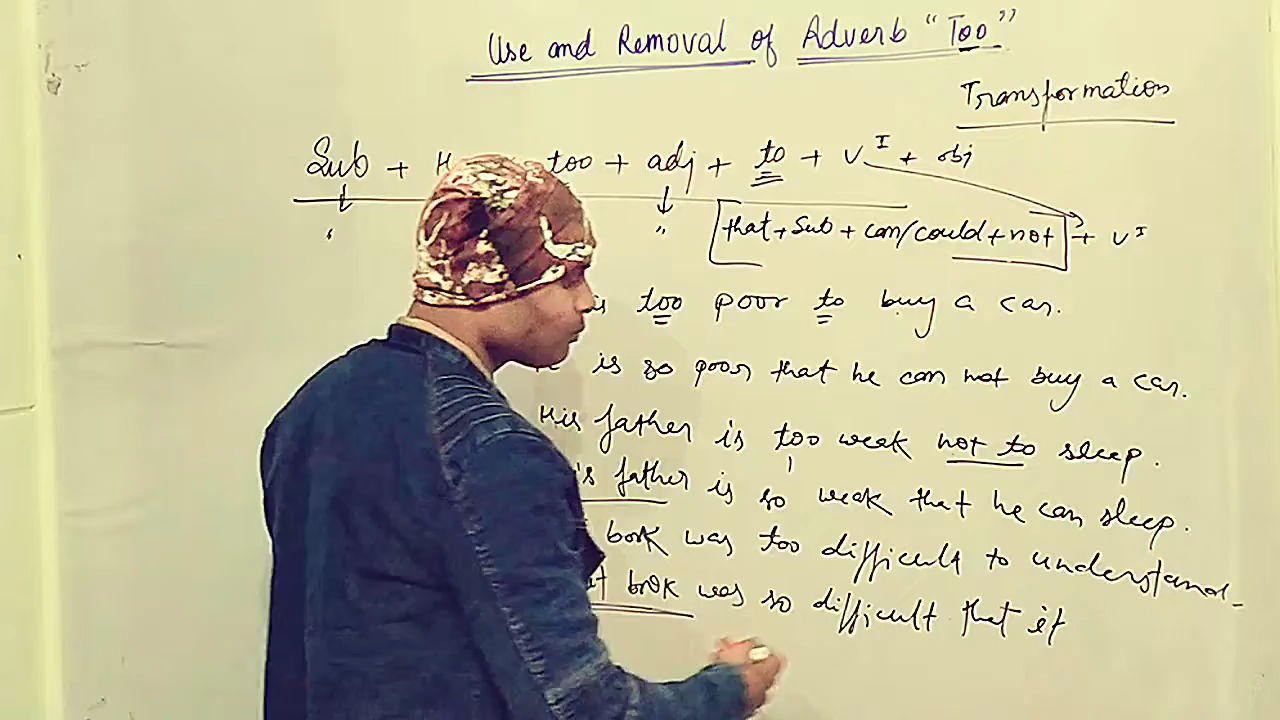 Use and Removal of Adverb "Too"
Transformation
Sub + H too + adj + to + V I + obj
" " that + Sub + can/could + not + V I
is too poor to buy a car.
is so poor that he can not buy a car.
His father is too weak not to sleep.
is father is so weak that he can sleep.
book was too difficult to understand.
at book was so difficult that it